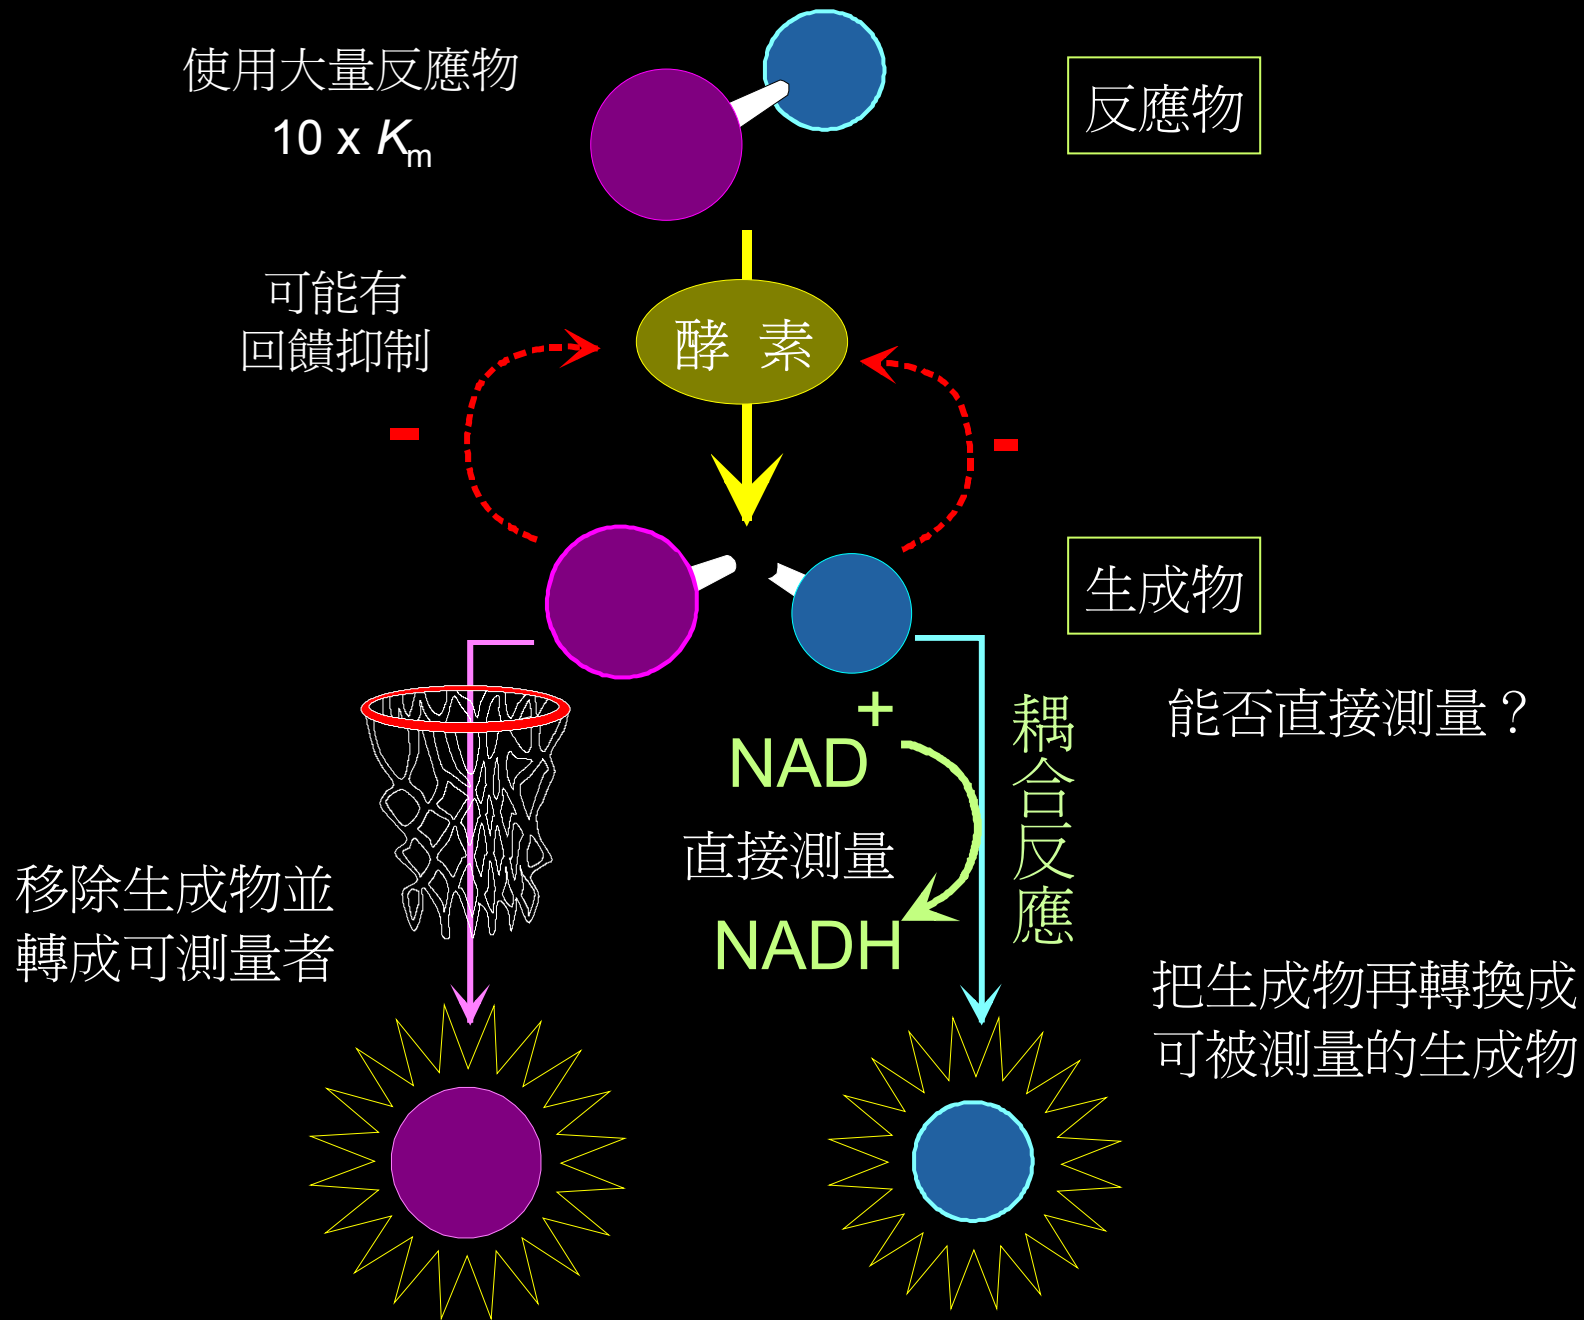 使用大量反應物
10 x Km
反應物
可能有
回饋抑制
酵 素
-
-
生成物
能否直接測量？
NAD+
耦合反應
直接測量
NADH
移除生成物並
轉成可測量者
把生成物再轉換成
可被測量的生成物